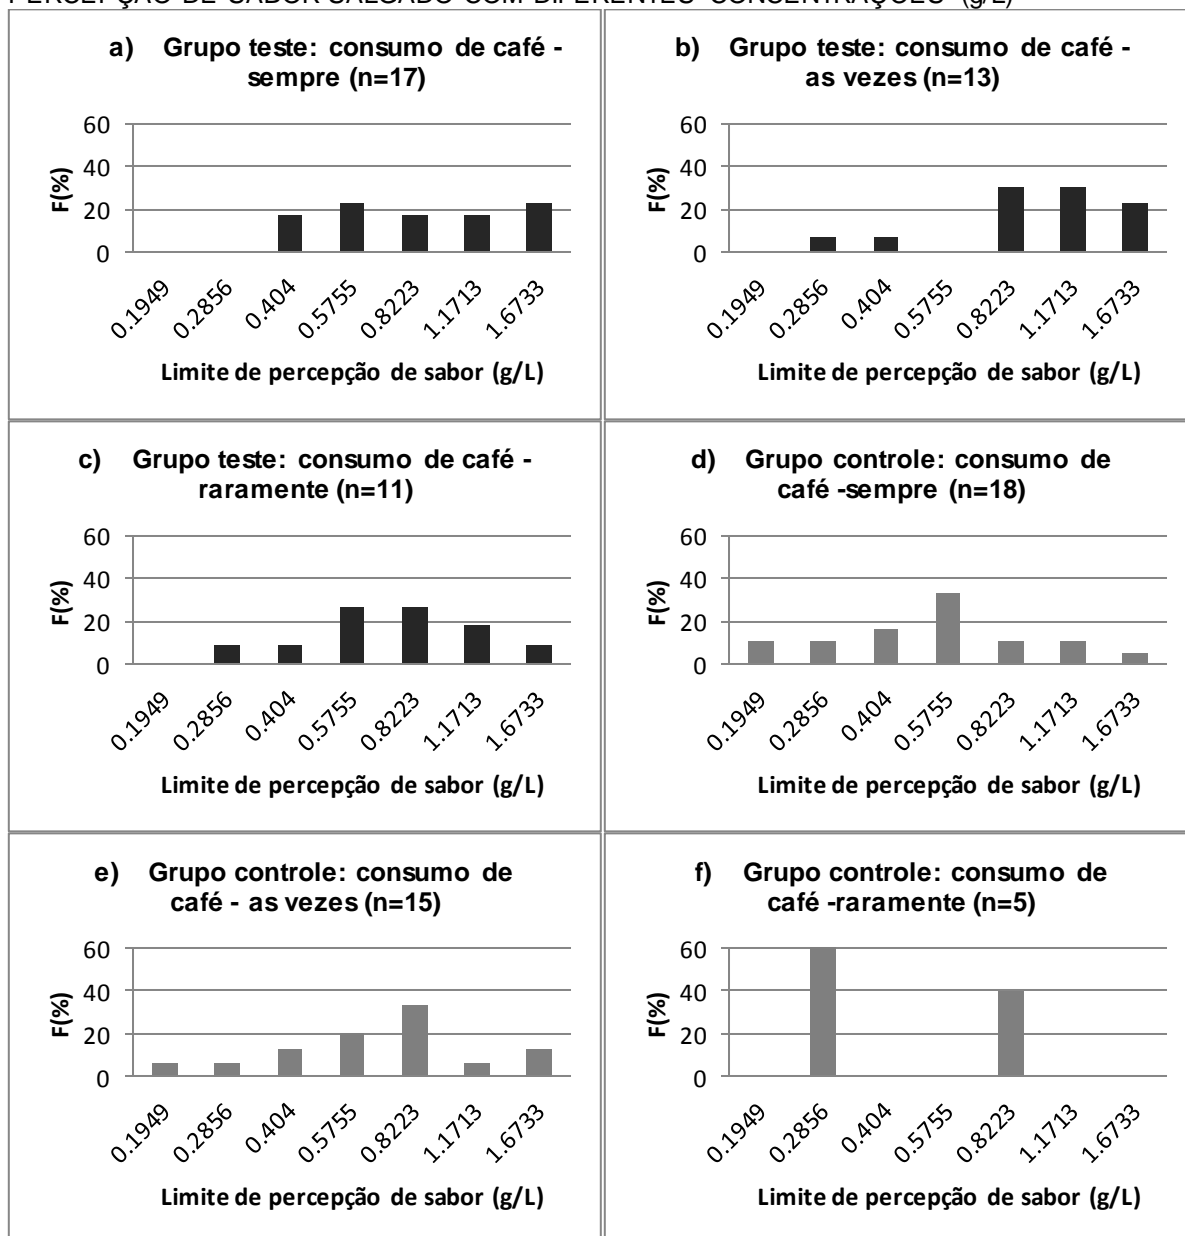 PERCEPÇÃO DE SABOR SALGADO COM DIFERENTES CONCENTRAÇÕES (g/L)
a) Grupo teste: consumo de café -
sempre (n=17)
60
40
20
0
F(%)
0.1949
0.2856
0.404
0.5755
0.8223
1.1713
1.6733
Limite de percepção de sabor (g/L)
b) Grupo teste: consumo de café -
as vezes (n=13)
60
40
20
0
F(%)
0.1949
0.2856
0.404
0.5755
0.8223
1.1713
1.6733
Limite de percepção de sabor (g/L)
c) Grupo teste: consumo de café -
raramente (n=11)
60
40
20
0
F(%)
0.1949
0.2856
0.404
0.5755
0.8223
1.1713
1.6733
Limite de percepção de sabor (g/L)
d) Grupo controle: consumo de
café -sempre (n=18)
60
40
20
0
F(%)
0.1949
0.2856
0.404
0.5755
0.8223
1.1713
1.6733
Limite de percepção de sabor (g/L)
e) Grupo controle: consumo de
café - as vezes (n=15)
60
40
20
0
F(%)
0.1949
0.2856
0.404
0.5755
0.8223
1.1713
1.6733
Limite de percepção de sabor (g/L)
f) Grupo controle: consumo de
café -raramente (n=5)
60
40
20
0
F(%)
0.1949
0.2856
0.404
0.5755
0.8223
1.1713
1.6733
Limite de percepção de sabor (g/L)